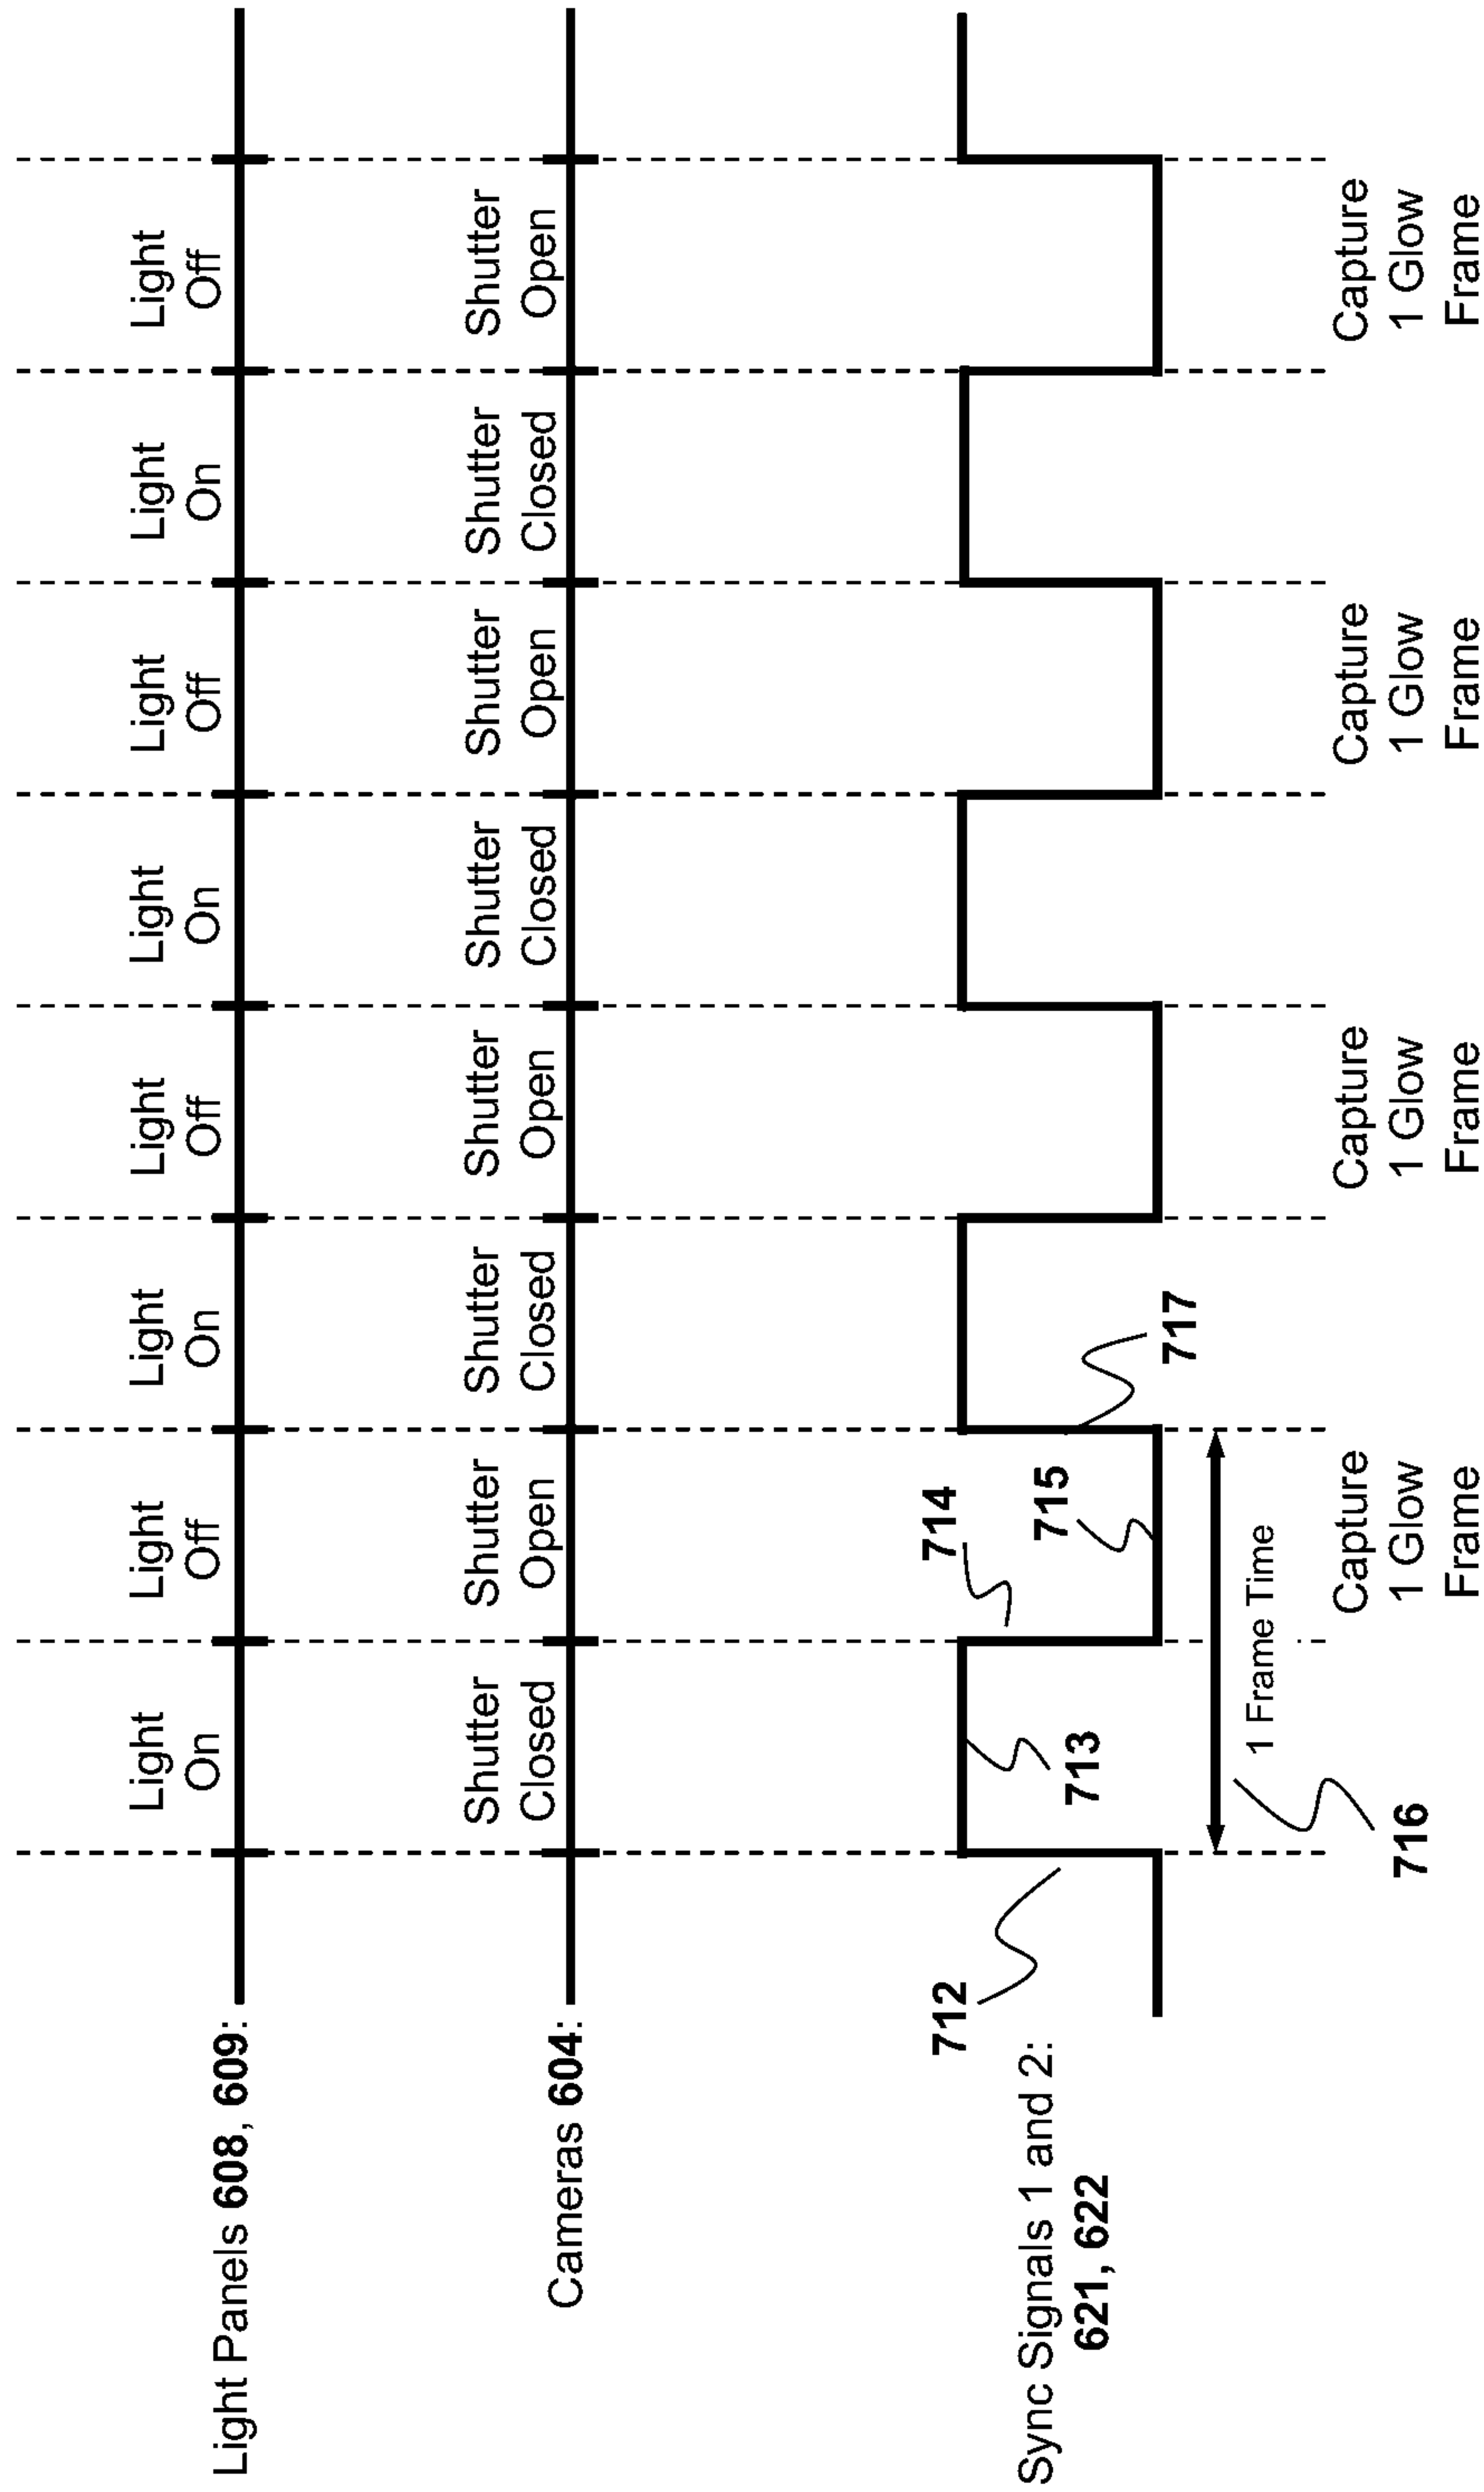 Light
On
Light
Off
Light
On
Light
Off
Light
On
Light
Off
Light
On
Light
Off
Light Panels 608, 609:
Shutter
Closed
Shutter
Open
Shutter
Closed
Shutter
Open
Shutter
Closed
Shutter
Open
Shutter
Closed
Shutter
Open
Cameras 604:
712
714
713
715
717
Sync Signals 1 and 2:
621, 622
1 Frame Time
716
Capture
1 Glow
Frame
Capture
1 Glow
Frame
Capture
1 Glow
Frame
Capture
1 Glow
Frame